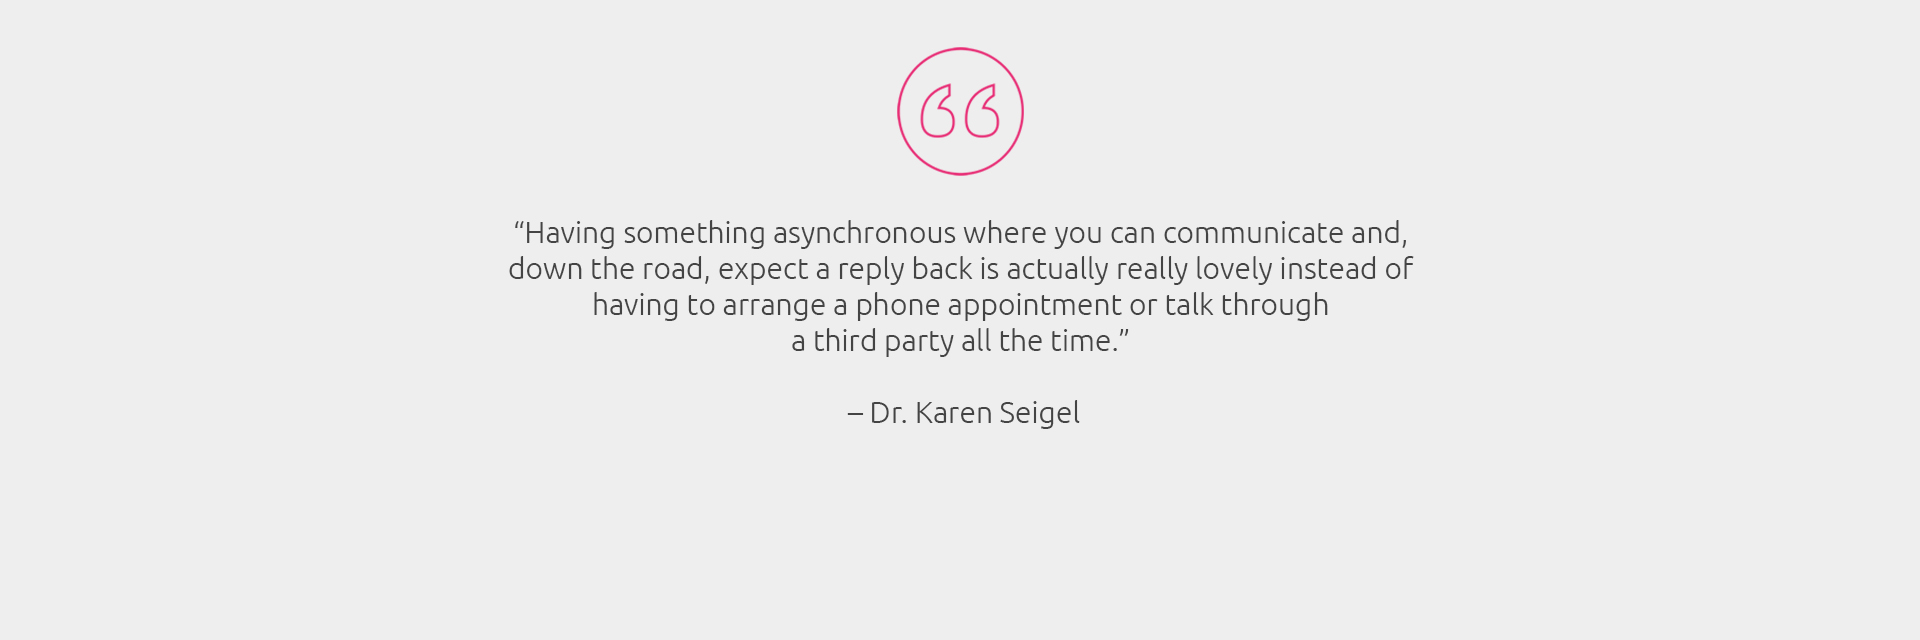 “Having something asynchronous where you can communicate and,
down the road, expect a reply back is actually really lovely instead of
having to arrange a phone appointment or talk through
a third party all the time.”
– Dr. Karen Seigel